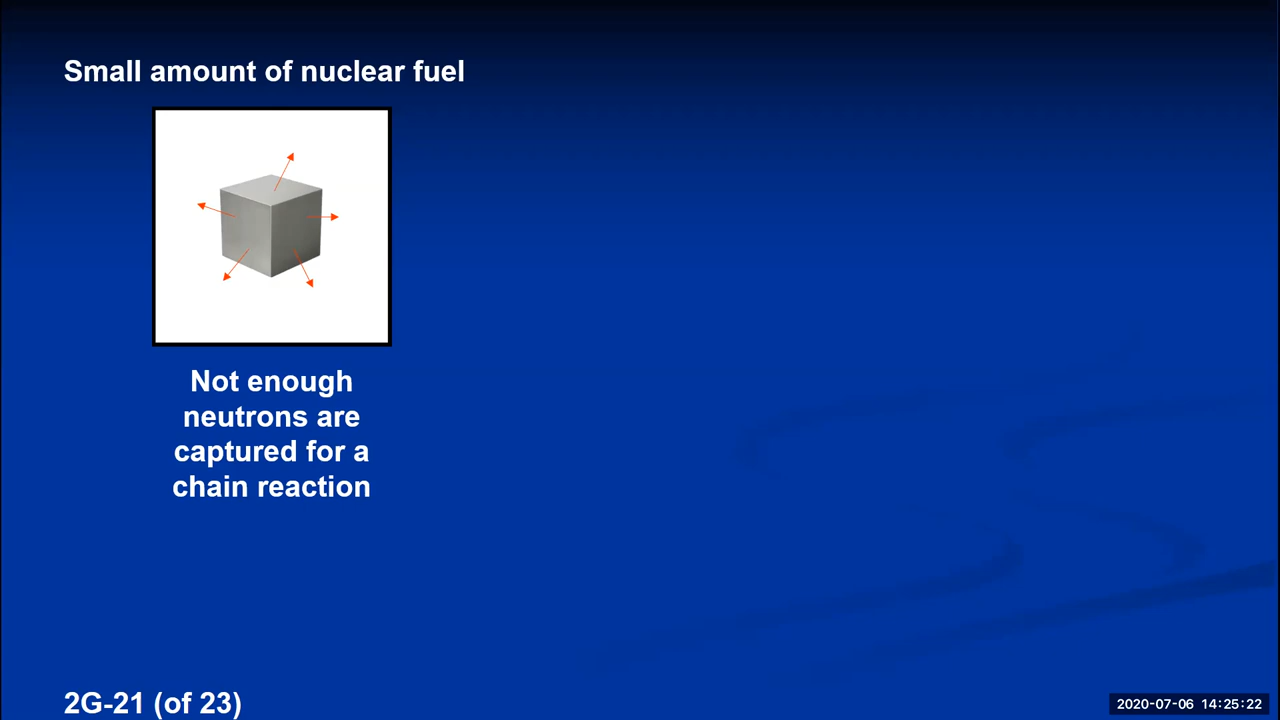 Small amount of nuclear fuel
Not enough
neutrons are
captured for a
chain reaction
2G-21 (of 23)
2020-07-06 14:25:22